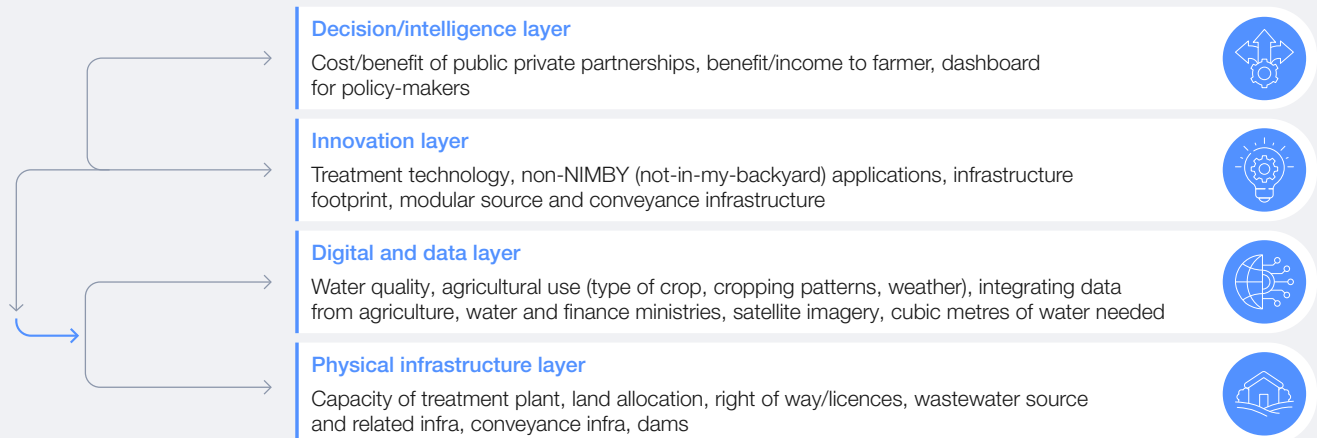 Decision/intelligence layer
Cost/benefit of public private partnerships, benefit/income to farmer, dashboard
for policy-makers
Innovation layer
Treatment technology, non-NIMBY (not-in-my-backyard) applications, infrastructure
footprint, modular source and conveyance infrastructure
Digital and data layer
Water quality, agricultural use (type of crop, cropping patterns, weather), integrating data
from agriculture, water and finance ministries, satellite imagery, cubic metres of water needed
Physical infrastructure layer
Capacity of treatment plant, land allocation, right of way/licences, wastewater source
and related infra, conveyance infra, dams